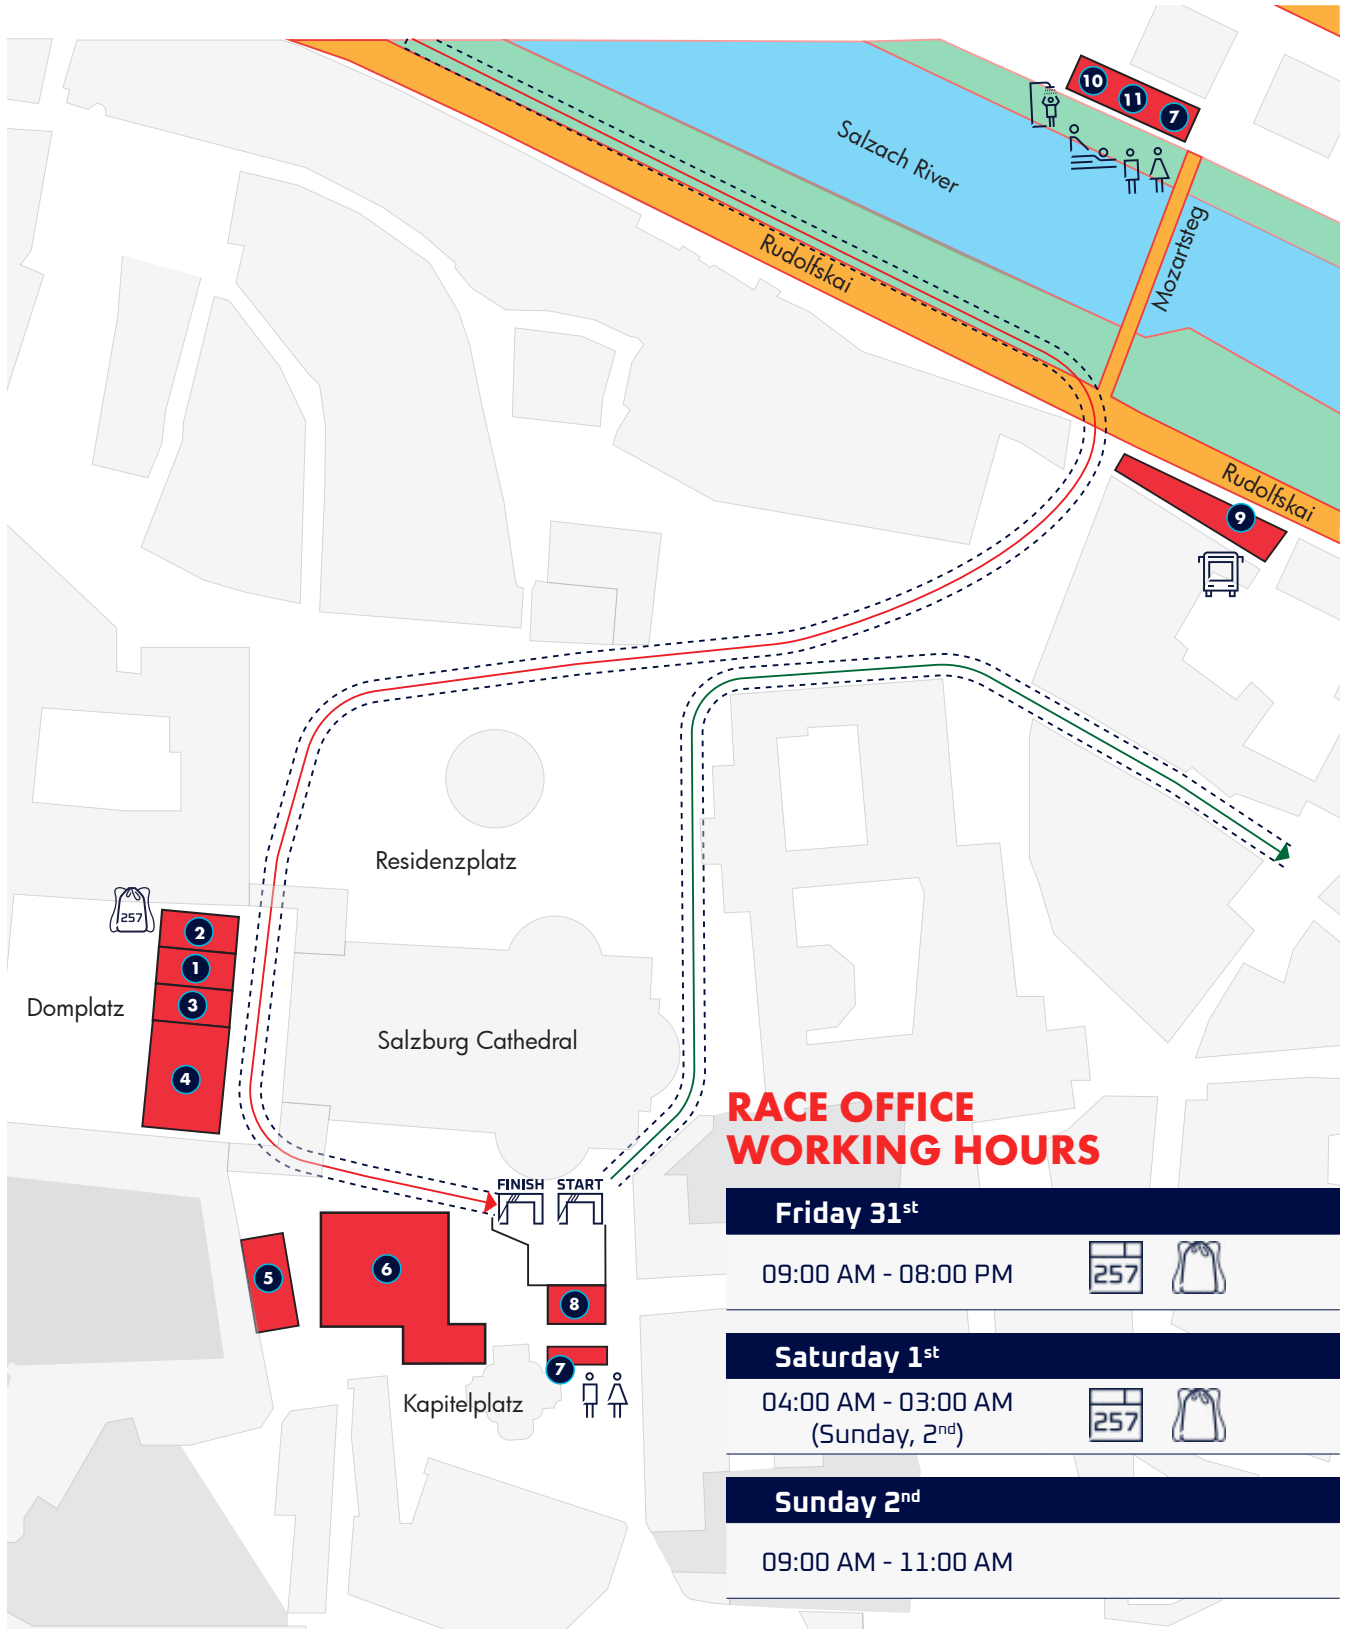 10
11
7
Salzach River
Mozartsteg
Rudolfskai
Rudolfskai
9
Residenzplatz
257
2
1
3
4
Domplatz
Salzburg Cathedral
FINISH START
5
6
8
7
Kapitelplatz
RACE OFFICE
WORKING HOURS
Friday 31st
09:00 AM - 08:00 PM
257
Saturday 1st
04:00 AM - 03:00 AM
(Sunday, 2nd)
257
Sunday 2nd
09:00 AM - 11:00 AM